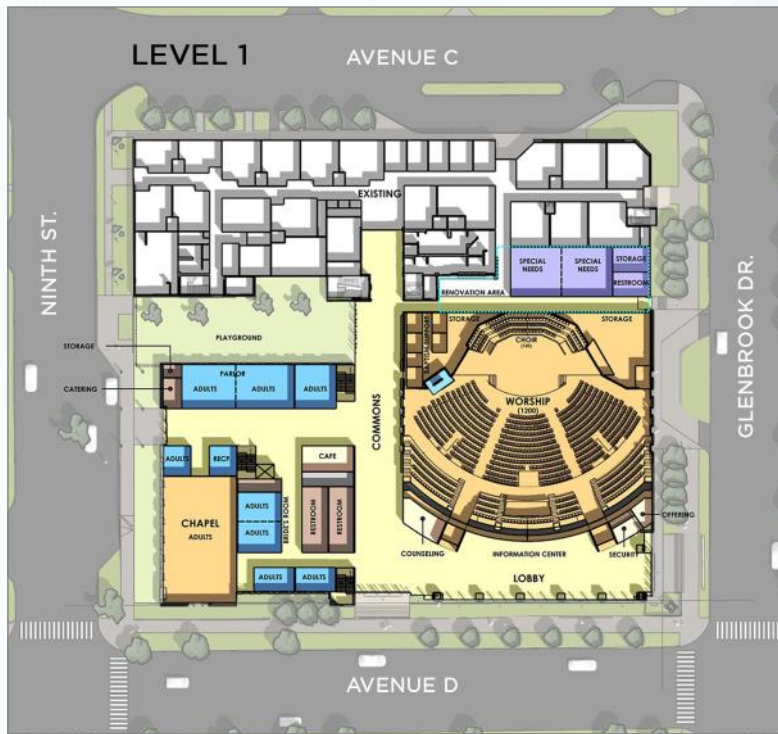 LEVEL 1
AVENUE C
EXISTING
NINTH ST.
GLENBROOK DR.
SPECIAL
NEEDS
SPECIAL
NEEDS
STORAGE
RESTROOM
RENOVATION AREA
STORAGE
STORAGE
CHOIR
PLAYGROUND
STORAGE
CATERING
PARLOR
ADULTS
ADULTS
ADULTS
COMMONS
WORSHIP
(1200)
ADULTS
RECP.
CAFE
CHAPEL
ADULTS
ADULTS
ADULTS
BRIDE'S ROOM
RESTROOM
RESTROOM
OFFERING
COUNSELING
INFORMATION CENTER
SECURITY
ADULTS
ADULTS
LOBBY
AVENUE D